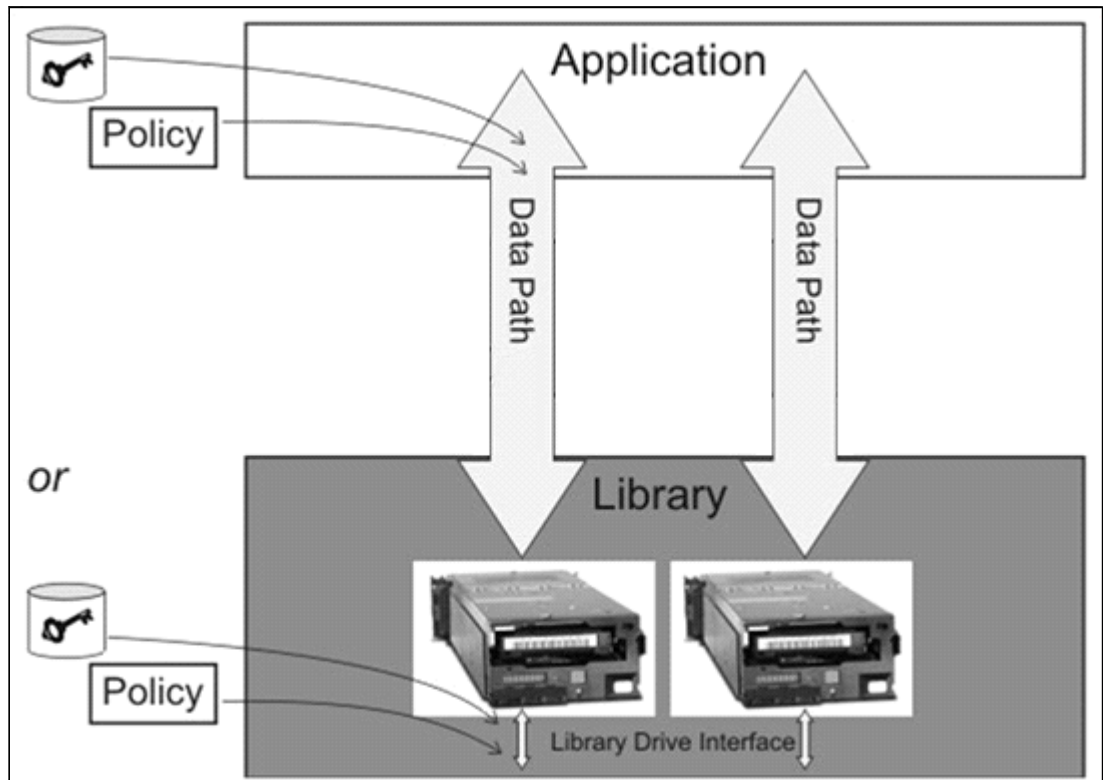 Application
Policy
Data Path
Data Path
or
Library
Policy
Library Drive Interface